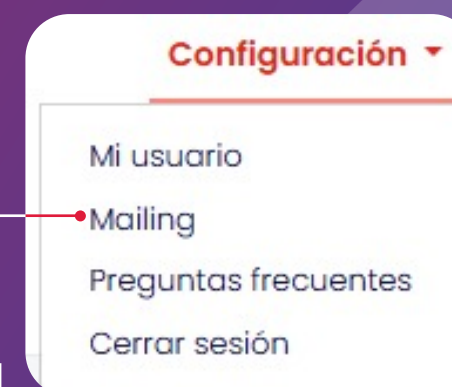 Configuración
Mi usuario
Mailing
Preguntas frecuentes
Cerrar sesión